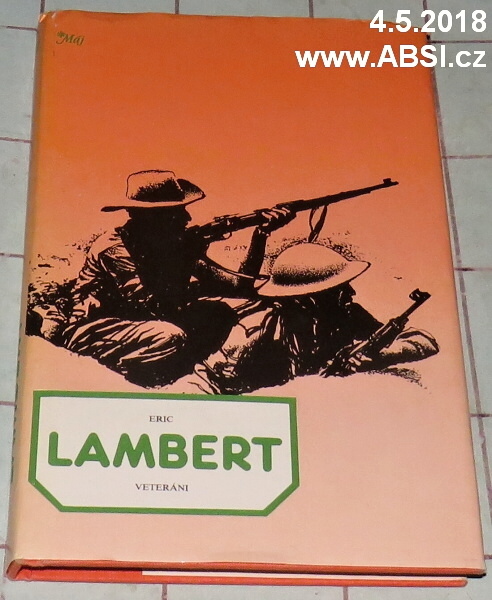 4.5.2018
www.ABSI.cz
Máj
ERIC
LAMBERT
VETERÁNI